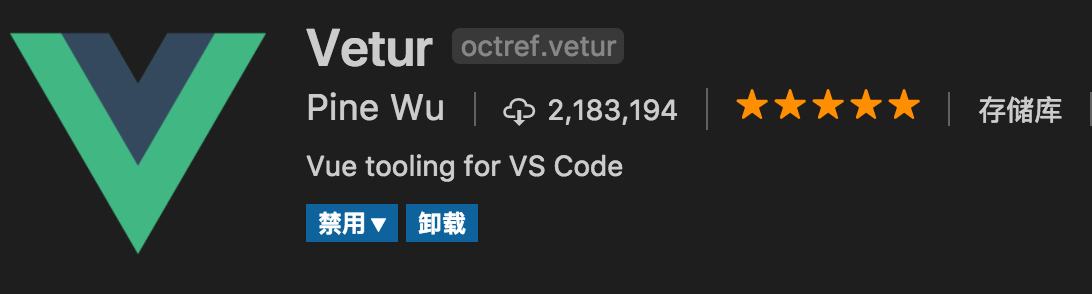 Vetur octref.vetur
Pine Wu 2,183,194 存储库
Vue tooling for VS Code
禁用 卸载